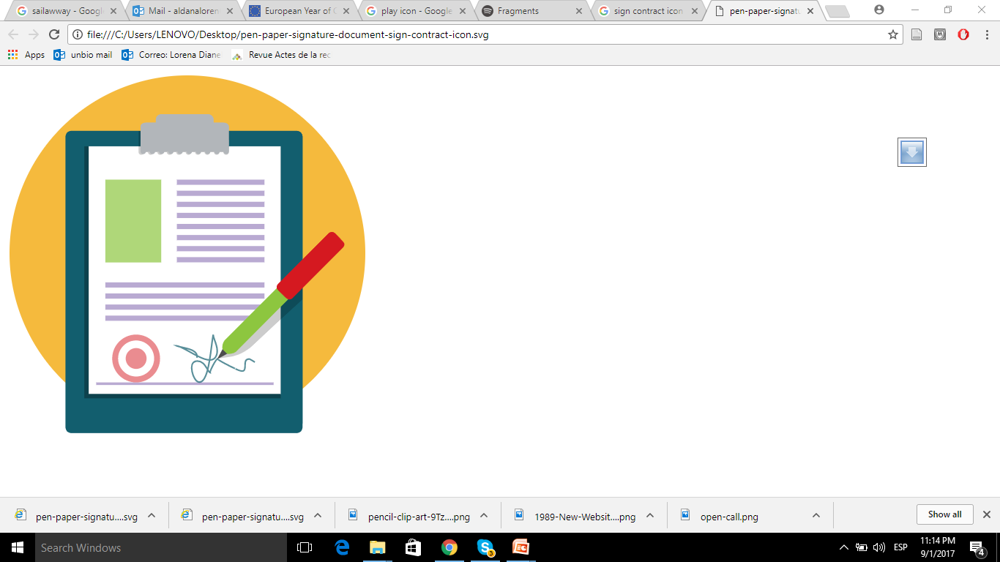 sailawway - Googl
Mail - aldanaloren
European Year of C
play icon - Google
Fragments
sign contract icon
pen-paper-signatu
file:///C:/Users/LENOVO/Desktop/pen-paper-signature-document-sign-contract-icon.svg
Apps
unbio mail
Correo: Lorena Diane
Revue Actes de la rec
pen-paper-signatu....svg
pen-paper-signatu....svg
pencil-clip-art-9Tz....png
1989-New-Websit....png
open-call.png
Show all
Search Windows
3
ESP
11:14 PM
9/1/2017
4